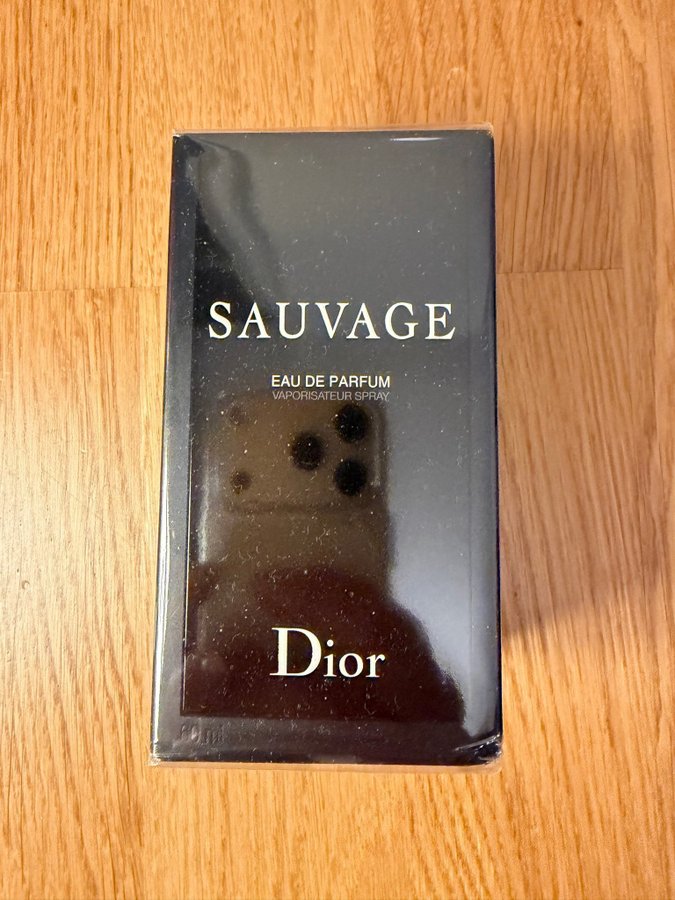 SAUVAGE
EAU DE PARFUM
VAPORISATEUR SPRAY
Dior